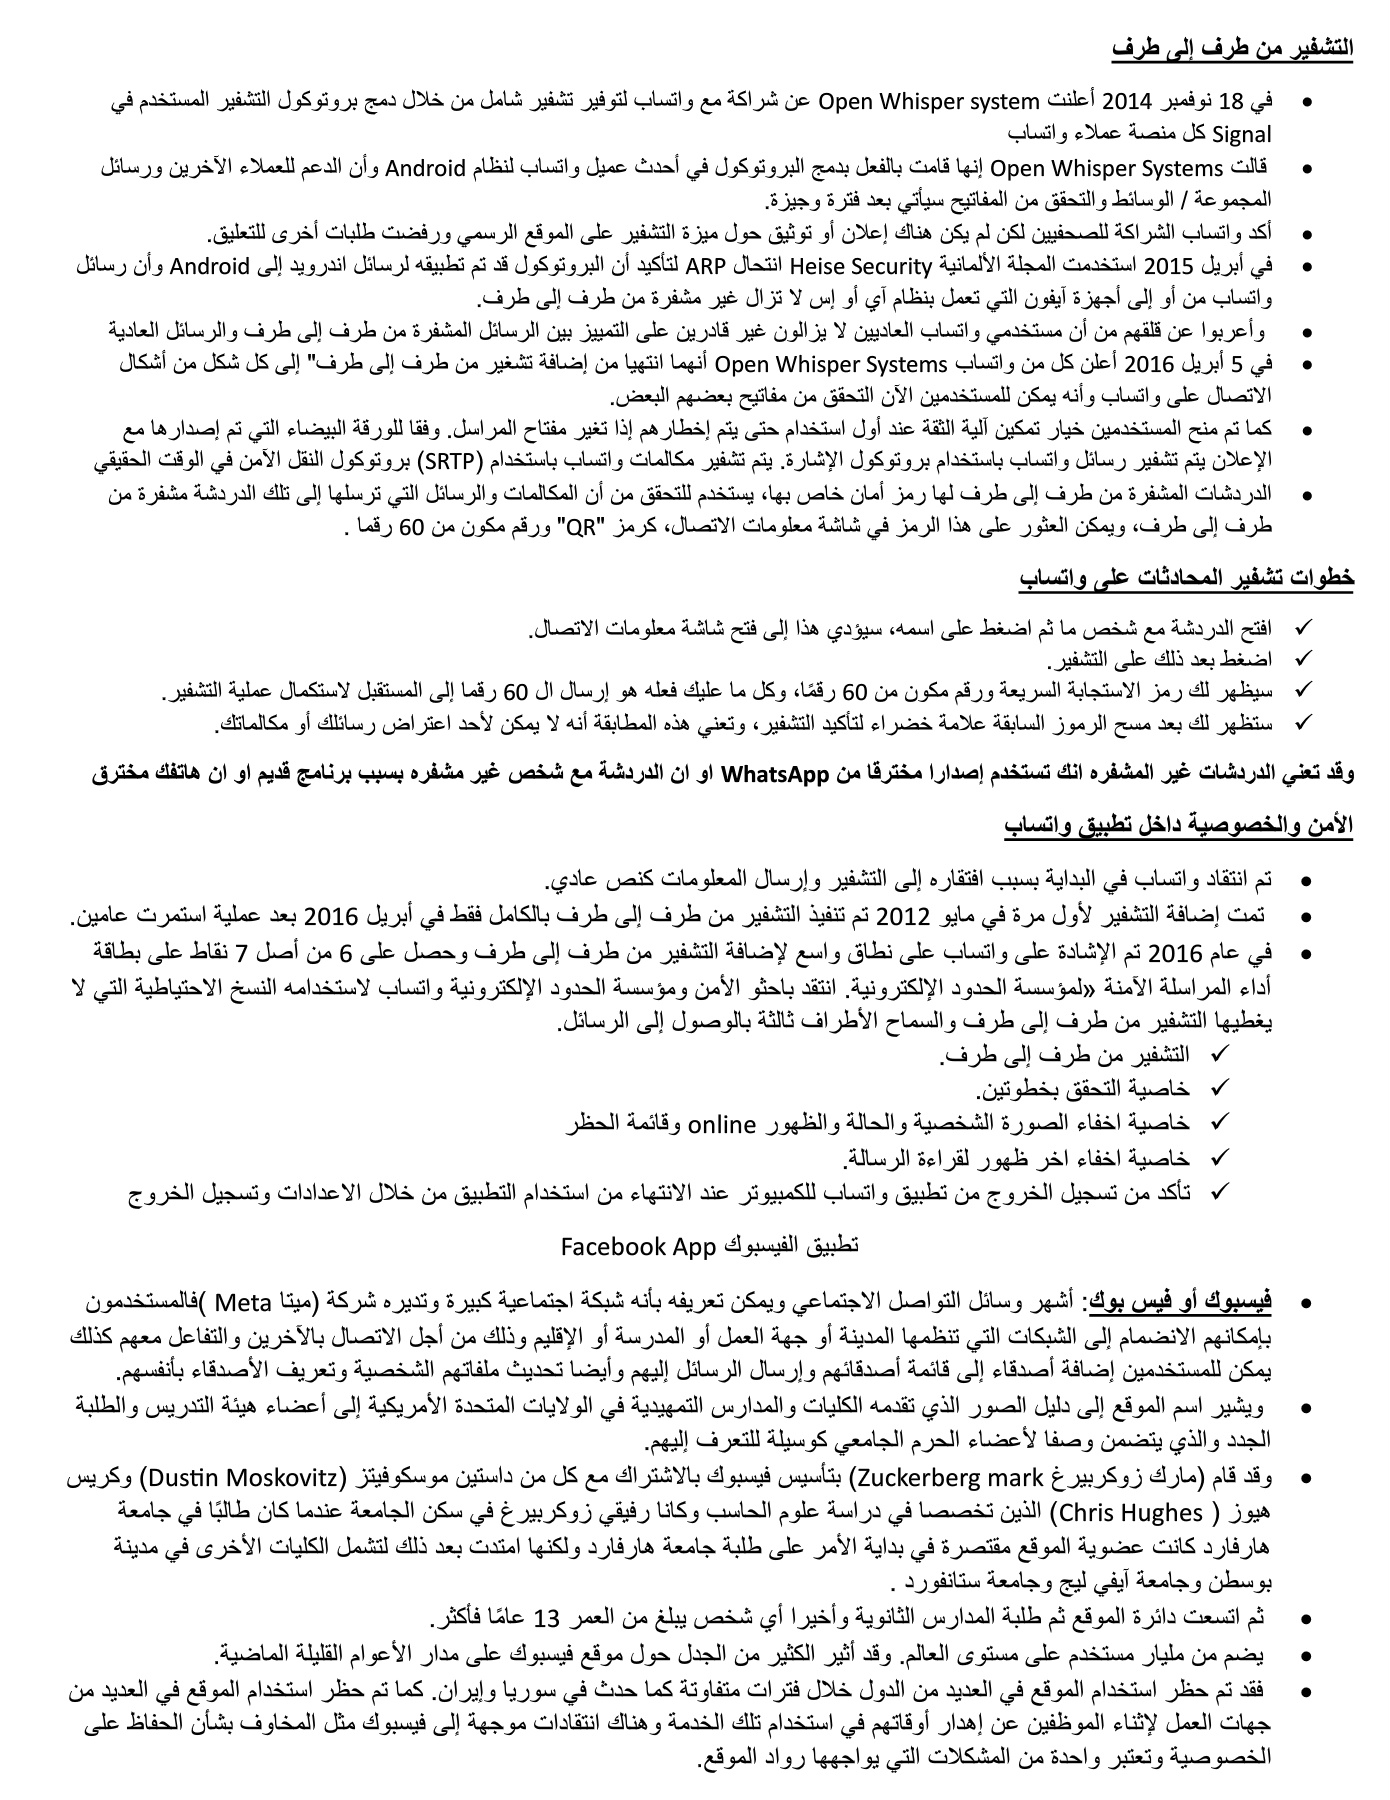 التشفير من طرف إلى طرف
في 18 نوفمبر 2014 أعلنت Open Whisper system عن شراكة مع واتساب لتوفير تشفير شامل من خلال دمج بروتوكول التشفير المستخدم في
Signal كل منصة عملاء واتساب
قالت Open Whisper Systems إنها قامت بالفعل بدمج البروتوكول في أحدث عميل واتساب لنظام Android وأن الدعم للعملاء الآخرين ورسائل
المجموعة / الوسائط والتحقق من المفاتيح سيأتي بعد فترة وجيزة.
أكد واتساب الشراكة للصحفيين لكن لم يكن هناك إعلان أو توثيق حول ميزة التشفير على الموقع الرسمي ورفضت طلبات أخرى للتعليق.
في أبريل 2015 استخدمت المجلة الألمانية Heise Security انتحال ARP لتأكيد أن البروتوكول قد تم تطبيقه لرسائل اندرويد إلى Android وأن رسائل
واتساب من أو إلى أجهزة آيفون التي تعمل بنظام آي أو إس لا تزال غير مشفرة من طرف إلى طرف.
وأعربوا عن قلقهم من أن مستخدمي واتساب العاديين لا يزالون غير قادرين على التمييز بين الرسائل المشفرة من طرف إلى طرف والرسائل العادية
في 5 أبريل 2016 أعلن كل من واتساب Open Whisper Systems أنهما انتهيا من إضافة تشغير من طرف إلى طرف" إلى كل شكل من أشكال
الاتصال على واتساب وأنه يمكن للمستخدمين الآن التحقق من مفاتيح بعضهم البعض.
كما تم منح المستخدمين خيار تمكين آلية الثقة عند أول استخدام حتى يتم إخطارهم إذا تغير مفتاح المراسل. وفقا للورقة البيضاء التي تم إصدارها مع
الإعلان يتم تشفير رسائل واتساب باستخدام بروتوكول الإشارة. يتم تشفير مكالمات واتساب باستخدام (SRTP) بروتوكول النقل الآمن في الوقت الحقيقي
الدردشات المشفرة من طرف إلى طرف لها رمز أمان خاص بها، يستخدم للتحقق من أن المكالمات والرسائل التي ترسلها إلى تلك الدردشة مشفرة من
طرف إلى طرف، ويمكن العثور على هذا الرمز في شاشة معلومات الاتصال، كرمز "QR" ورقم مكون من 60 رقما .
خطوات تشفير المحادثات على واتساب
✓ افتح الدردشة مع شخص ما ثم اضغط على اسمه، سيؤدي هذا إلى فتح شاشة معلومات الاتصال.
✓ اضغط بعد ذلك على التشفير.
✓ سيظهر لك رمز الاستجابة السريعة ورقم مكون من 60 رقمًا، وكل ما عليك فعله هو إرسال ال 60 رقما إلى المستقبل لاستكمال عملية التشفير.
✓ ستظهر لك بعد مسح الرموز السابقة علامة خضراء لتأكيد التشفير، وتعني هذه المطابقة أنه لا يمكن لأحد اعتراض رسائلك أو مكالماتك.
وقد تعني الدردشات غير المشفره انك تستخدم إصدارا مخترقا من WhatsApp او ان الدردشة مع شخص غير مشفره بسبب برنامج قديم او ان هاتفك مخترق
الأمن والخصوصية داخل تطبيق واتساب
تم انتقاد واتساب في البداية بسبب افتقاره إلى التشفير وإرسال المعلومات كنص عادي.
تمت إضافة التشفير لأول مرة في مايو 2012 تم تنفيذ التشفير من طرف إلى طرف بالكامل فقط في أبريل 2016 بعد عملية استمرت عامين.
في عام 2016 تم الإشادة على واتساب على نطاق واسع لإضافة التشفير من طرف إلى طرف وحصل على 6 من أصل 7 نقاط على بطاقة
أداء المراسلة الآمنة «لمؤسسة الحدود الإلكترونية. انتقد باحثو الأمن ومؤسسة الحدود الإلكترونية واتساب لاستخدامه النسخ الاحتياطية التي لا
يغطيها التشفير من طرف إلى طرف والسماح الأطراف ثالثة بالوصول إلى الرسائل.
✓ التشفير من طرف إلى طرف.
✓ خاصية التحقق بخطوتين.
✓ خاصية اخفاء الصورة الشخصية والحالة والظهور online وقائمة الحظر
✓ خاصية اخفاء اخر ظهور لقراءة الرسالة.
✓ تأكد من تسجيل الخروج من تطبيق واتساب للكمبيوتر عند الانتهاء من استخدام التطبيق من خلال الاعدادات وتسجيل الخروج
تطبيق الفيسبوك Facebook App
فيسبوك أو فيس بوك: أشهر وسائل التواصل الاجتماعي ويمكن تعريفه بأنه شبكة اجتماعية كبيرة وتديره شركة (ميتا Meta )فالمستخدمون
بإمكانهم الانضمام إلى الشبكات التي تنظمها المدينة أو جهة العمل أو المدرسة أو الإقليم وذلك من أجل الاتصال بالآخرين والتفاعل معهم كذلك
يمكن للمستخدمين إضافة أصدقاء إلى قائمة أصدقائهم وإرسال الرسائل إليهم وأيضا تحديث ملفاتهم الشخصية وتعريف الأصدقاء بأنفسهم.
ويشير اسم الموقع إلى دليل الصور الذي تقدمه الكليات والمدارس التمهيدية في الولايات المتحدة الأمريكية إلى أعضاء هيئة التدريس والطلبة
الجدد والذي يتضمن وصفا لأعضاء الحرم الجامعي كوسيلة للتعرف إليهم.
وقد قام (مارك زوكربيرغ Zuckerberg mark) بتأسيس فيسبوك بالاشتراك مع كل من داستين موسكوفيتز (Dustin Moskovitz) وكريس
هيوز ( Chris Hughes) الذين تخصصا في دراسة علوم الحاسب وكانا رفيقي زوكربيرغ في سكن الجامعة عندما كان طالبًا في جامعة
هارفارد كانت عضوية الموقع مقتصرة في بداية الأمر على طلبة جامعة هارفارد ولكنها امتدت بعد ذلك لتشمل الكليات الأخرى في مدينة
بوسطن وجامعة آيفي ليج وجامعة ستانفورد .
ثم اتسعت دائرة الموقع ثم طلبة المدارس الثانوية وأخيرا أي شخص يبلغ من العمر 13 عامًا فأكثر.
يضم من مليار مستخدم على مستوى العالم. وقد أثير الكثير من الجدل حول موقع فيسبوك على مدار الأعوام القليلة الماضية.
فقد تم حظر استخدام الموقع في العديد من الدول خلال فترات متفاوتة كما حدث في سوريا وإيران. كما تم حظر استخدام الموقع في العديد من
جهات العمل لإثناء الموظفين عن إهدار أوقاتهم في استخدام تلك الخدمة وهناك انتقادات موجهة إلى فيسبوك مثل المخاوف بشأن الحفاظ على
الخصوصية وتعتبر واحدة من المشكلات التي يواجهها رواد الموقع.